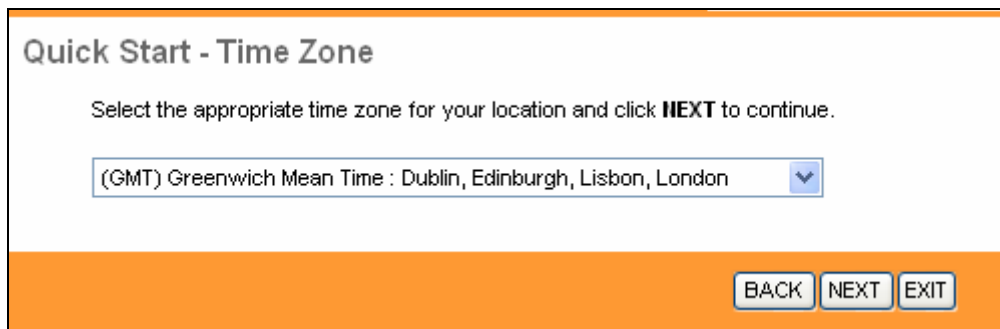 Quick Start - Time Zone
Select the appropriate time zone for your location and click NEXT to continue.
(GMT) Greenwich Mean Time : Dublin, Edinburgh, Lisbon, London
BACK NEXT EXIT